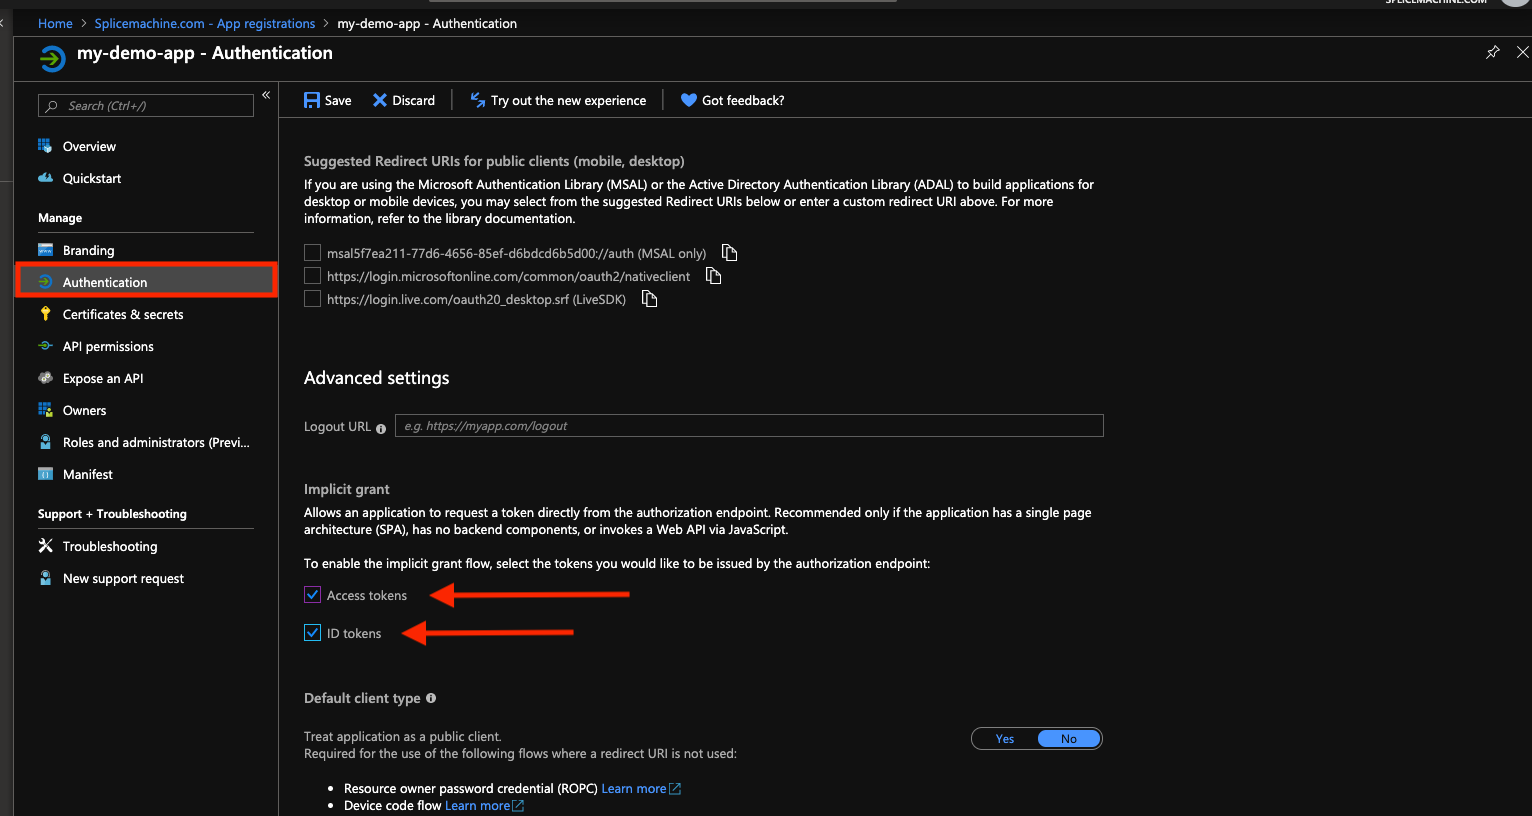 SPLICEMACHINE.COM
Home > Splicemachine.com - App registrations > my-demo-app - Authentication
my-demo-app - Authentication
Search (Ctrl+/)
«
Overview
Quickstart
Manage
Branding
Authentication
Certificates & secrets
API permissions
Expose an API
Owners
Roles and administrators (Previ...
Manifest
Support + Troubleshooting
Troubleshooting
New support request
Save
Discard
Try out the new experience
Got feedback?
Suggested Redirect URIs for public clients (mobile, desktop)
If you are using the Microsoft Authentication Library (MSAL) or the Active Directory Authentication Library (ADAL) to build applications for
desktop or mobile devices, you may select from the suggested Redirect URIs below or enter a custom redirect URI above. For more
information, refer to the library documentation.
msal5f7ea211-77d6-4656-85ef-d6bdcd6b5d00://auth (MSAL only)
https://login.microsoftonline.com/common/oauth2/nativeclient
https://login.live.com/oauth20_desktop.srf (LiveSDK)
Advanced settings
Logout URL
e.g. https://myapp.com/logout
Implicit grant
Allows an application to request a token directly from the authorization endpoint. Recommended only if the application has a single page
architecture (SPA), has no backend components, or invokes a Web API via JavaScript.
To enable the implicit grant flow, select the tokens you would like to be issued by the authorization endpoint:
Access tokens
ID tokens
Default client type
Treat application as a public client.
Required for the use of the following flows where a redirect URI is not used:
Yes
No
• Resource owner password credential (ROPC) Learn more
• Device code flow Learn more